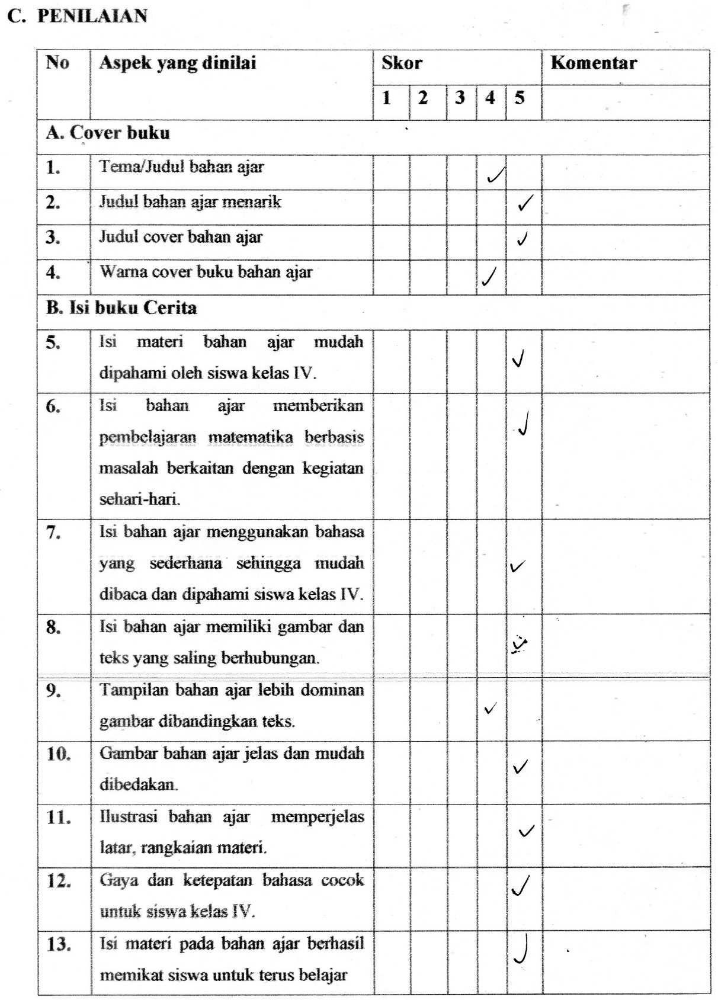 C. PENILAIAN
No Aspek yang dinilai Skor Komentar
1 2 3 4 5
A. Cover buku
1. Tema/Judul bahan ajar ✓
2. Judul bahan ajar menarik ✓
3. Judul cover bahan ajar ✓
4. Warna cover buku bahan ajar ✓
B. Isi buku Cerita
5. Isi materi bahan ajar mudah
dipahami oleh siswa kelas IV. ✓
6. Isi bahan ajar memberikan
pembelajaran matematika berbasis ✓
masalah berkaitan dengan kegiatan
sehari-hari.
7. Isi bahan ajar menggunakan bahasa
yang sederhana sehingga mudah ✓
dibaca dan dipahami siswa kelas IV.
8. Isi bahan ajar memiliki gambar dan ✓
teks yang saling berhubungan.
9. Tampilan bahan ajar lebih dominan ✓
gambar dibandingkan teks.
10. Gambar bahan ajar jelas dan mudah ✓
dibedakan.
11. Ilustrasi bahan ajar memperjelas ✓
latar, rangkaian materi.
12. Gaya dan ketepatan bahasa cocok ✓
untuk siswa kelas IV.
13. Isi materi pada bahan ajar berhasil ✓
memikat siswa untuk terus belajar